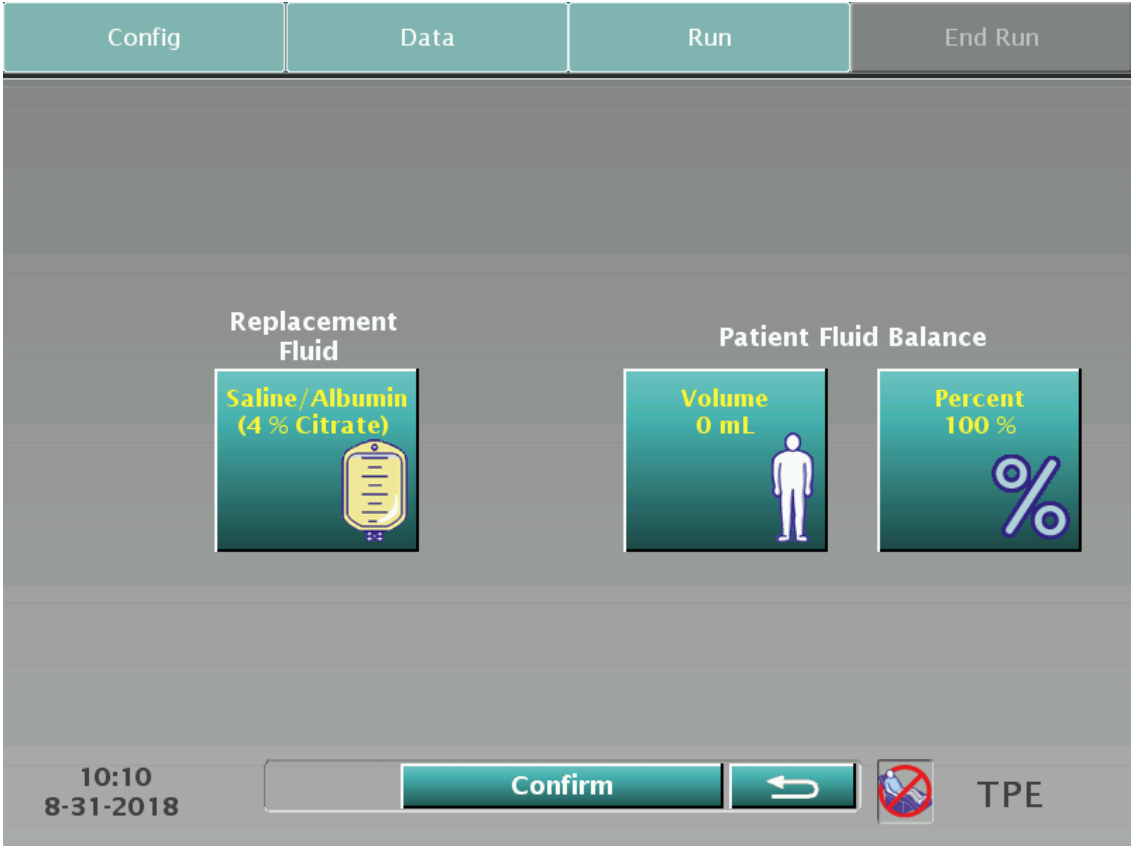 Config
Data
Run
End Run
Replacement
Fluid
Saline/Albumin
(4 % Citrate)
Patient Fluid Balance
Volume
0 mL
Percent
100 %
%
10:10
8-31-2018
Confirm
TPE